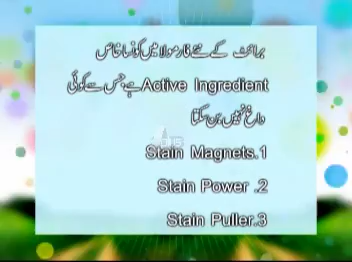 برائٹ کے نئے فارمولا میں کونسا خاص
Active Ingredient ہے جس سے کوئی
داغ نہیں بن سکتا
Stain Magnets.1
Stain Power .2
Stain Puller.3